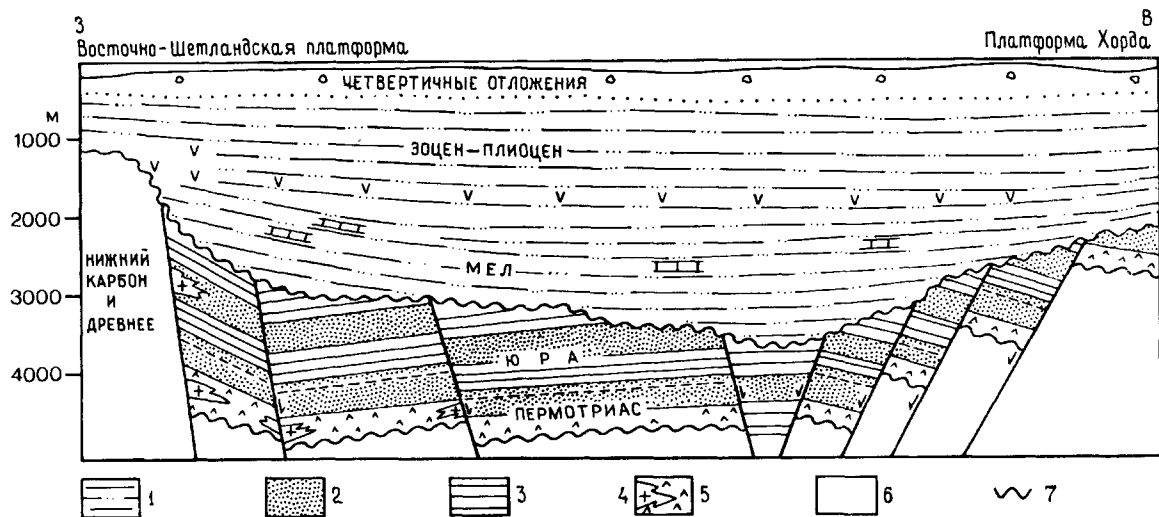 З
В
Восточно-Шетландская платформа
Платформа Хорда
ЧЕТВЕРТИЧНЫЕ ОТЛОЖЕНИЯ
М
1000
ЭОЦЕН-ПЛИОЦЕН
2000
МЕЛ
НИЖНИЙ
КАРБОН
И
ДРЕВНЕЕ
3000
ЮРА
4000
ПЕРМОТРИАС
1 2 3 4 5 6 7